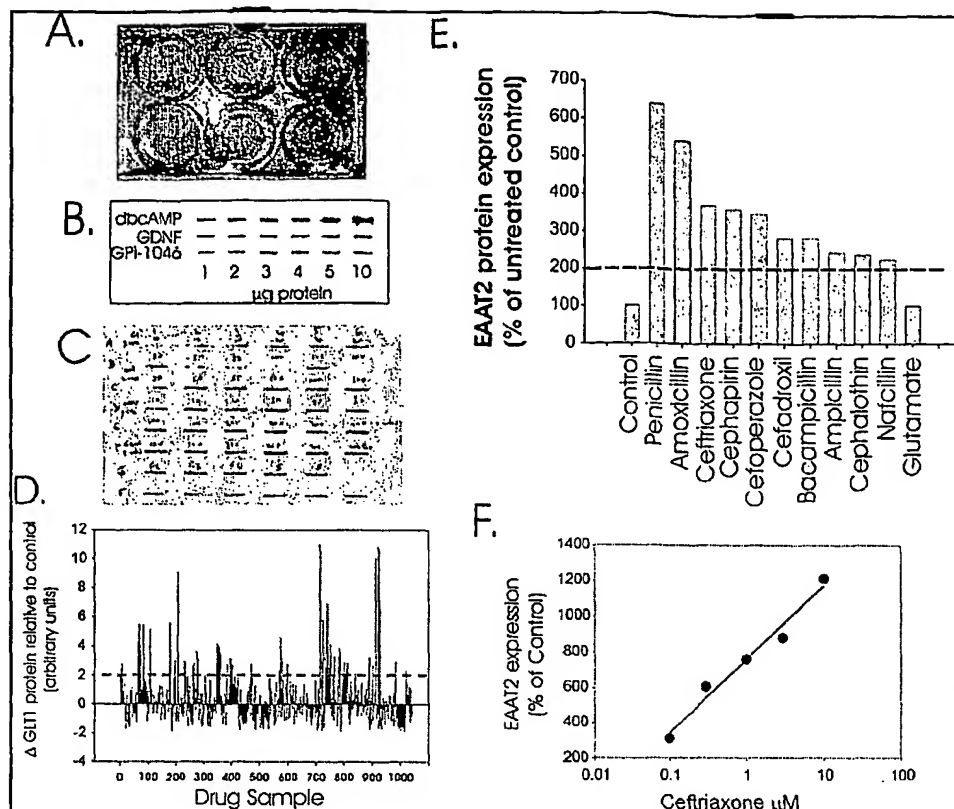 A.
B.
dbcAMP
GDNF
GPI-1046
1 2 3 4 5 10
µg protein
C
D.
Δ GLT1 protein relative to control
(arbitrary units)
12
10
8
6
4
2
0
-2
-4
0 100 200 300 400 500 600 700 800 900 1000
Drug Sample
E.
EAAT2 protein expression
(% of untreated control)
700
600
500
400
300
200
100
0
Control
Penicillin
Amoxicillin
Ceftriaxone
Cephapirin
Cefoperazole
Cefadroxil
Bacampicillin
Ampicillin
Cephalothin
Nafcillin
Glutamate
F.
EAAT2 expression
(% of Control)
1400
1200
1000
800
600
400
200
0.01 0.1 1 10 100
Ceftriaxone µM